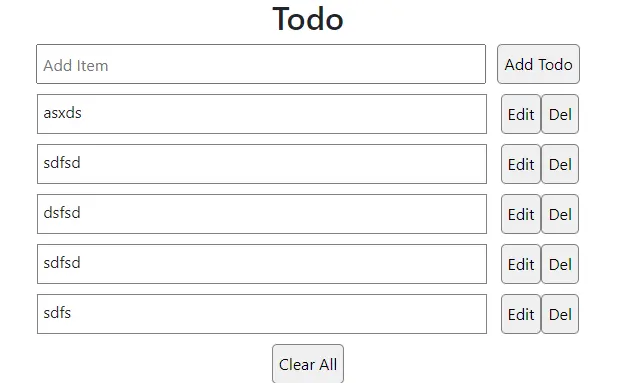 Todo
Add Item Add Todo
asxds Edit Del
sdfsd Edit Del
dsfsd Edit Del
sdfsd Edit Del
sdfs Edit Del
Clear All